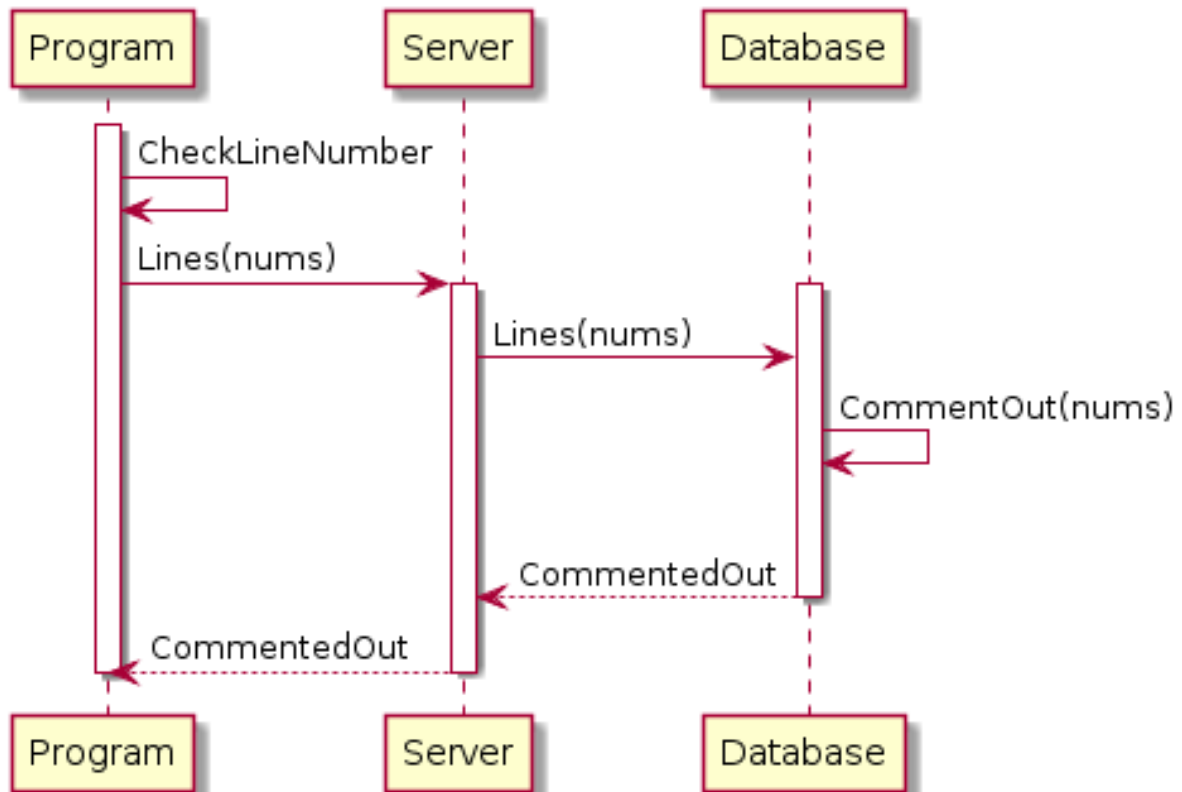 Program
Server
Database
CheckLineNumber
Lines(nums)
Lines(nums)
CommentOut(nums)
CommentedOut
CommentedOut
Program
Server
Database